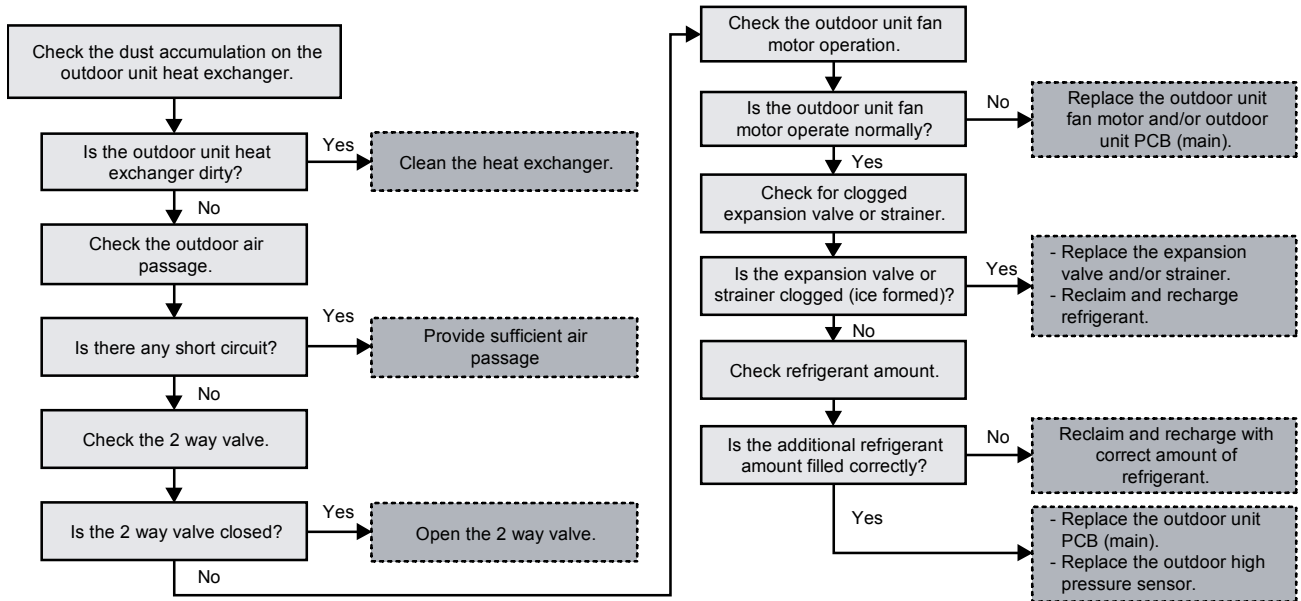 Check the dust accumulation on the
outdoor unit heat exchanger.
Is the outdoor unit heat
exchanger dirty?
Yes
Clean the heat exchanger.
No
Check the outdoor air
passage.
Is there any short circuit?
Yes
Provide sufficient air
passage
No
Check the 2 way valve.
Is the 2 way valve closed?
Yes
Open the 2 way valve.
No
Check the outdoor unit fan
motor operation.
Is the outdoor unit fan
motor operate normally?
No
Replace the outdoor unit
fan motor and/or outdoor
unit PCB (main).
Yes
Check for clogged
expansion valve or strainer.
Is the expansion valve or
strainer clogged (ice formed)?
Yes
- Replace the expansion
valve and/or strainer.
- Reclaim and recharge
refrigerant.
No
Check refrigerant amount.
Is the additional refrigerant
amount filled correctly?
No
Reclaim and recharge with
correct amount of
refrigerant.
Yes
- Replace the outdoor unit
PCB (main).
- Replace the outdoor high
pressure sensor.